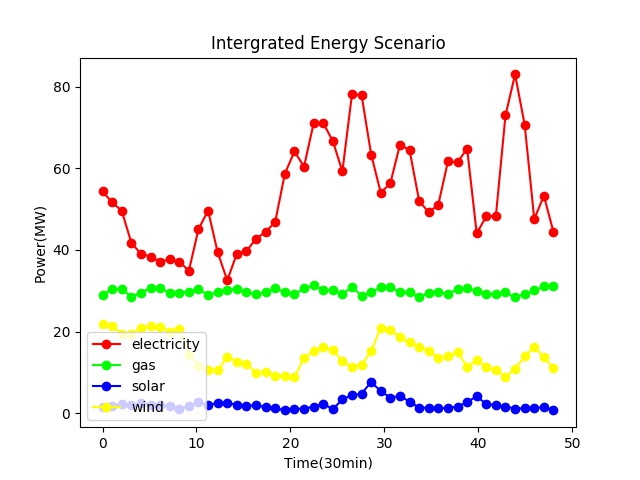 Intergrated Energy Scenario
Power(MW)
80
60
40
20
0
electricity
gas
solar
wind
0 10 20 30 40 50
Time(30min)